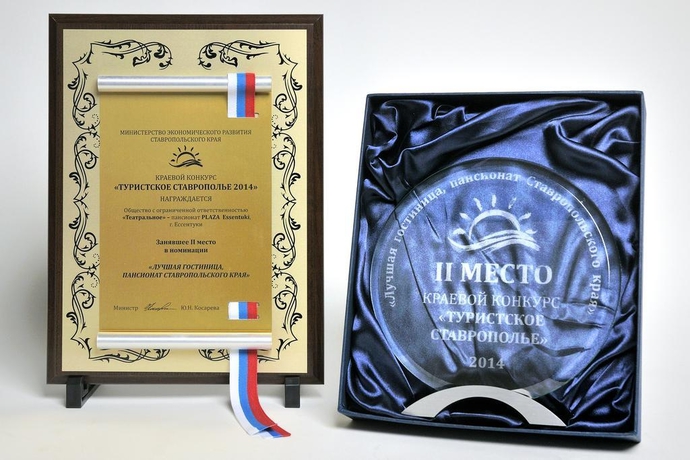 МИНИСТЕРСТВО ЭКОНОМИЧЕСКОГО РАЗВИТИЯ
СТАВРОПОЛЬСКОГО КРАЯ
КРАЕВОЙ КОНКУРС
«ТУРИСТСКОЕ СТАВРОПОЛЬЕ 2014»
НАГРАЖДАЕТСЯ
Общество с ограниченной ответственностью
«Театральное» – пансионат PLAZA Essentuki,
г. Ессентуки
Занявшее II место
в номинации
«ЛУЧШАЯ ГОСТИНИЦА,
ПАНСИОНАТ СТАВРОПОЛЬСКОГО КРАЯ»
Министр Ю.Н. Косарева
«Лучшая гостиница, пансионат Ставропольского края»
II МЕСТО
КРАЕВОЙ КОНКУРС
«ТУРИСТСКОЕ
СТАВРОПОЛЬЕ»
2014